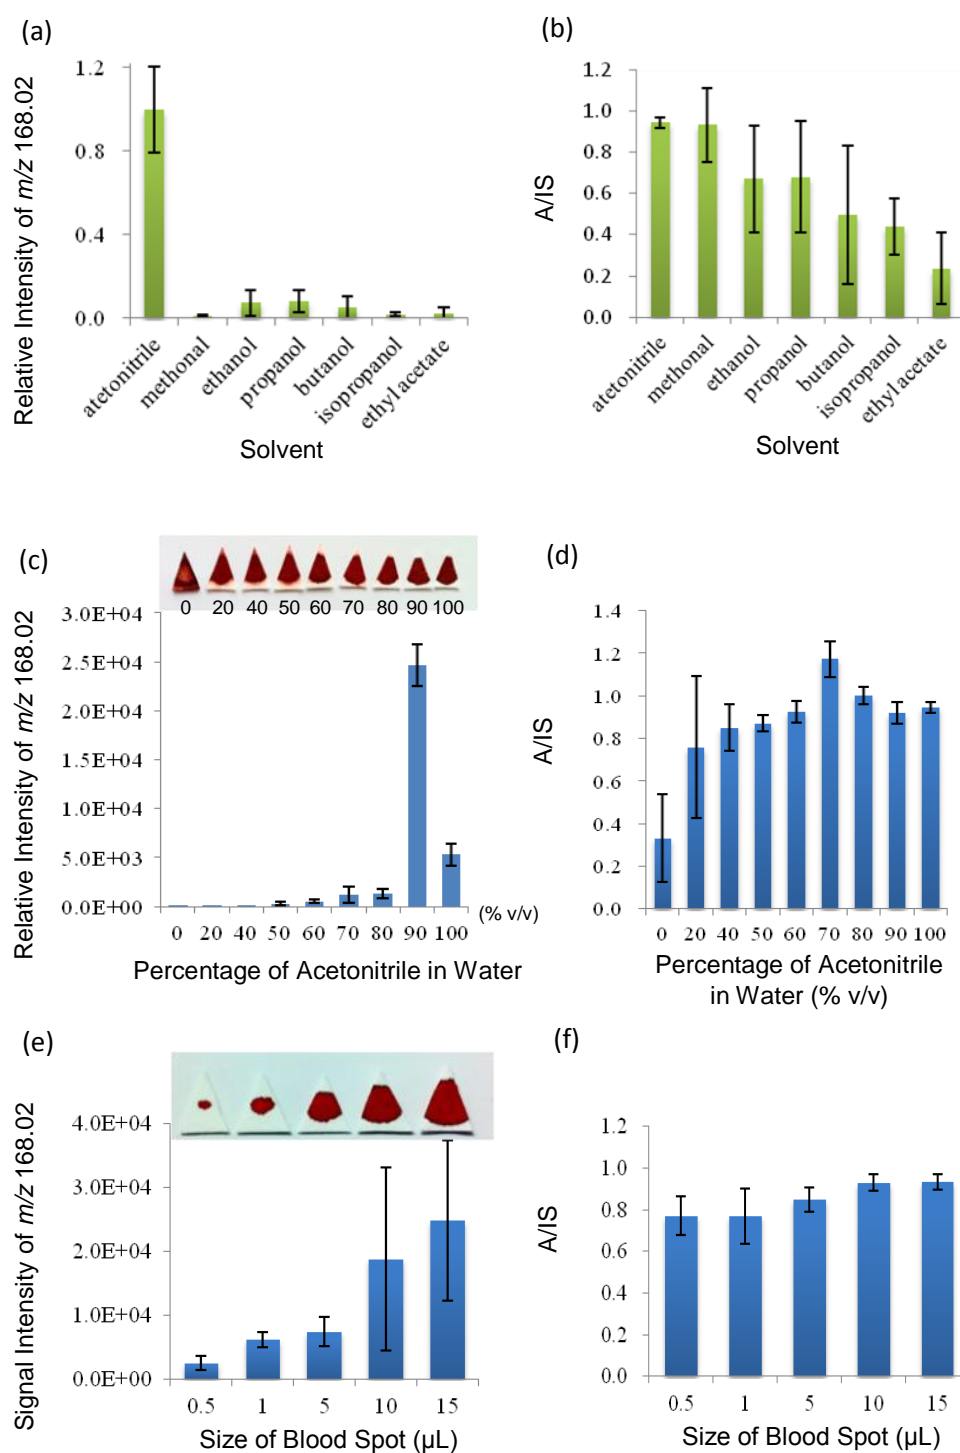 (a)
Relative Intensity of m/z 168.02
1.2
0.8
0.4
0.0
atetonitrile
methonal
ethanol
propanol
butanol
isopropanol
ethyl acetate
Solvent
(b)
A/IS
1.2
1.0
0.8
0.6
0.4
0.2
0.0
atetonitrile
methonal
ethanol
propanol
butanol
isopropanol
ethyl acetate
Solvent
(c)
Relative Intensity of m/z 168.02
0 20 40 50 60 70 80 90 100
3.0E+04
2.5E+04
2.0E+04
1.5E+04
1.0E+04
5.0E+03
0.0E+00
(% v/v)
0 20 40 50 60 70 80 90 100
Percentage of Acetonitrile in Water
(d)
A/IS
1.4
1.2
1.0
0.8
0.6
0.4
0.2
0.0
0 20 40 50 60 70 80 90 100
Percentage of Acetonitrile
in Water (% v/v)
(e)
Signal Intensity of m/z 168.02
4.0E+04
3.0E+04
2.0E+04
1.0E+04
0.0E+00
0.5 1 5 10 15
Size of Blood Spot (µL)
(f)
A/IS
1.2
1.0
0.8
0.6
0.4
0.2
0.0
0.5 1 5 10 15
Size of Blood Spot (µL)